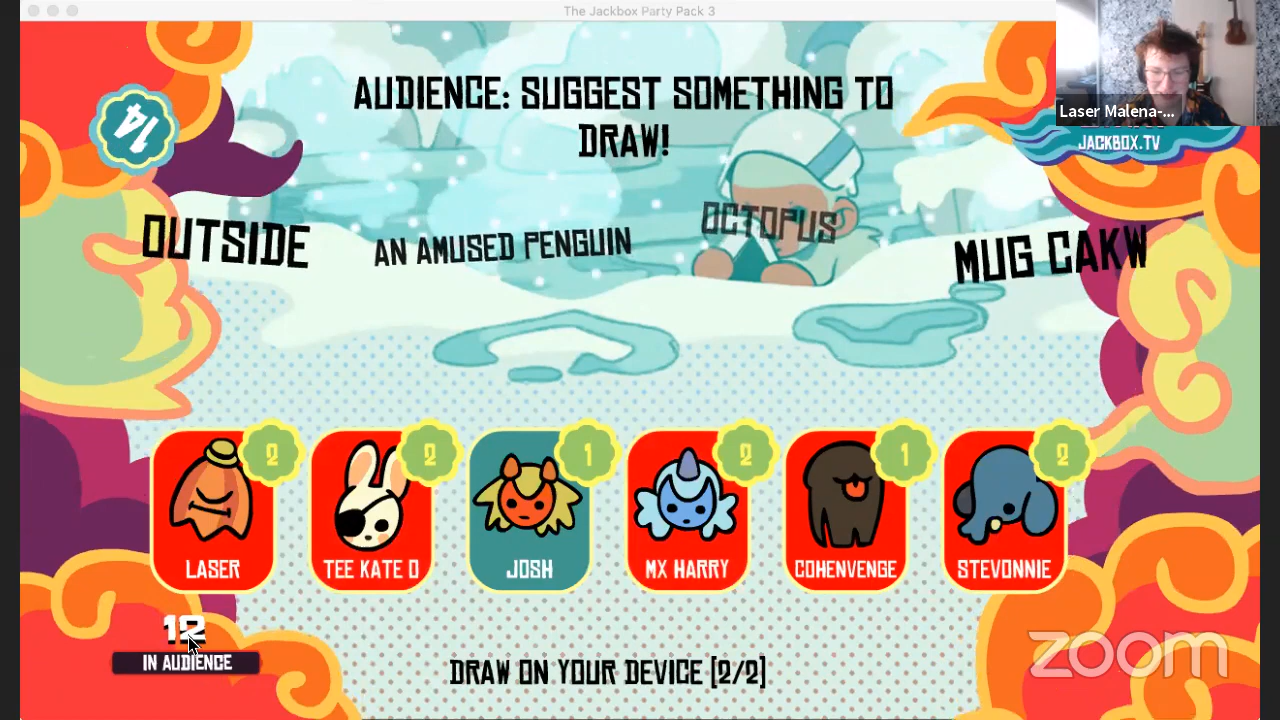 The Jackbox Party Pack 3
AUDIENCE: SUGGEST SOMETHING TO
DRAW!
14
Laser Malena-...
JACKBOX.TV
OUTSIDE
AN AMUSED PENGUIN
OCTOPUS
MUG CAKW
2
2
1
2
1
2
LASER
TEE KATE O
JOSH
MX HARRY
COHENVENGE
STEVONNIE
12
IN AUDIENCE
DRAW ON YOUR DEVICE [2/2]
zoom